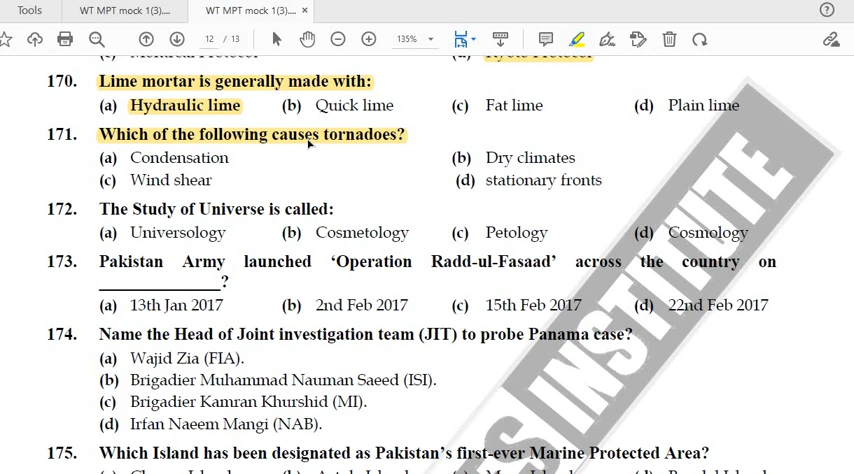 Tools WT MPT mock 1(3).... WT MPT mock 1(3).... ×
12 / 13 135%
170. Lime mortar is generally made with:
(a) Hydraulic lime (b) Quick lime (c) Fat lime (d) Plain lime
171. Which of the following causes tornadoes?
(a) Condensation (b) Dry climates
(c) Wind shear (d) stationary fronts
172. The Study of Universe is called:
(a) Universology (b) Cosmetology (c) Petology (d) Cosmology
173. Pakistan Army launched ‘Operation Radd-ul-Fasaad’ across the country on
______________?
(a) 13th Jan 2017 (b) 2nd Feb 2017 (c) 15th Feb 2017 (d) 22nd Feb 2017
174. Name the Head of Joint investigation team (JIT) to probe Panama case?
(a) Wajid Zia (FIA).
(b) Brigadier Muhammad Nauman Saeed (ISI).
(c) Brigadier Kamran Khurshid (MI).
(d) Irfan Naeem Mangi (NAB).
175. Which Island has been designated as Pakistan’s first-ever Marine Protected Area?
INSTITUTE